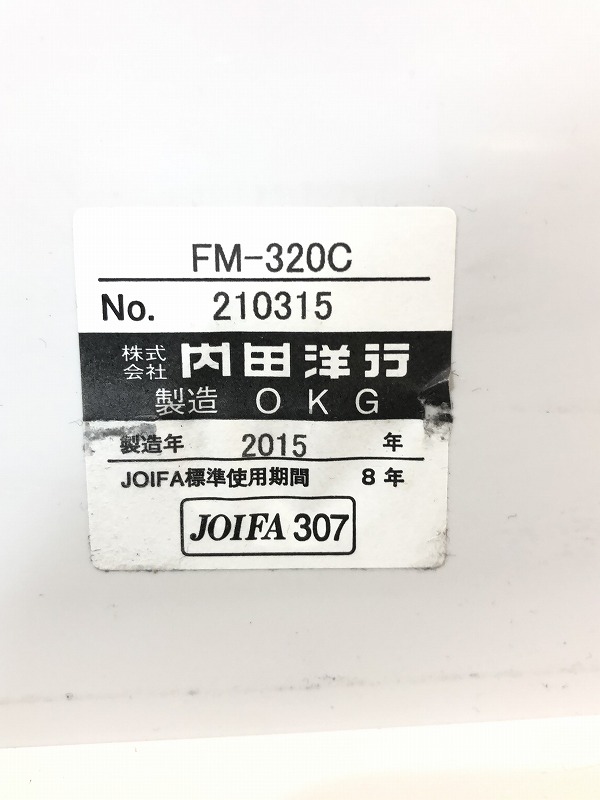 FM-320C
No. 210315
株式会社 内田洋行
製造 OKG
製造年 2015 年
JOIFA標準使用期間 8年
JOIFA 307